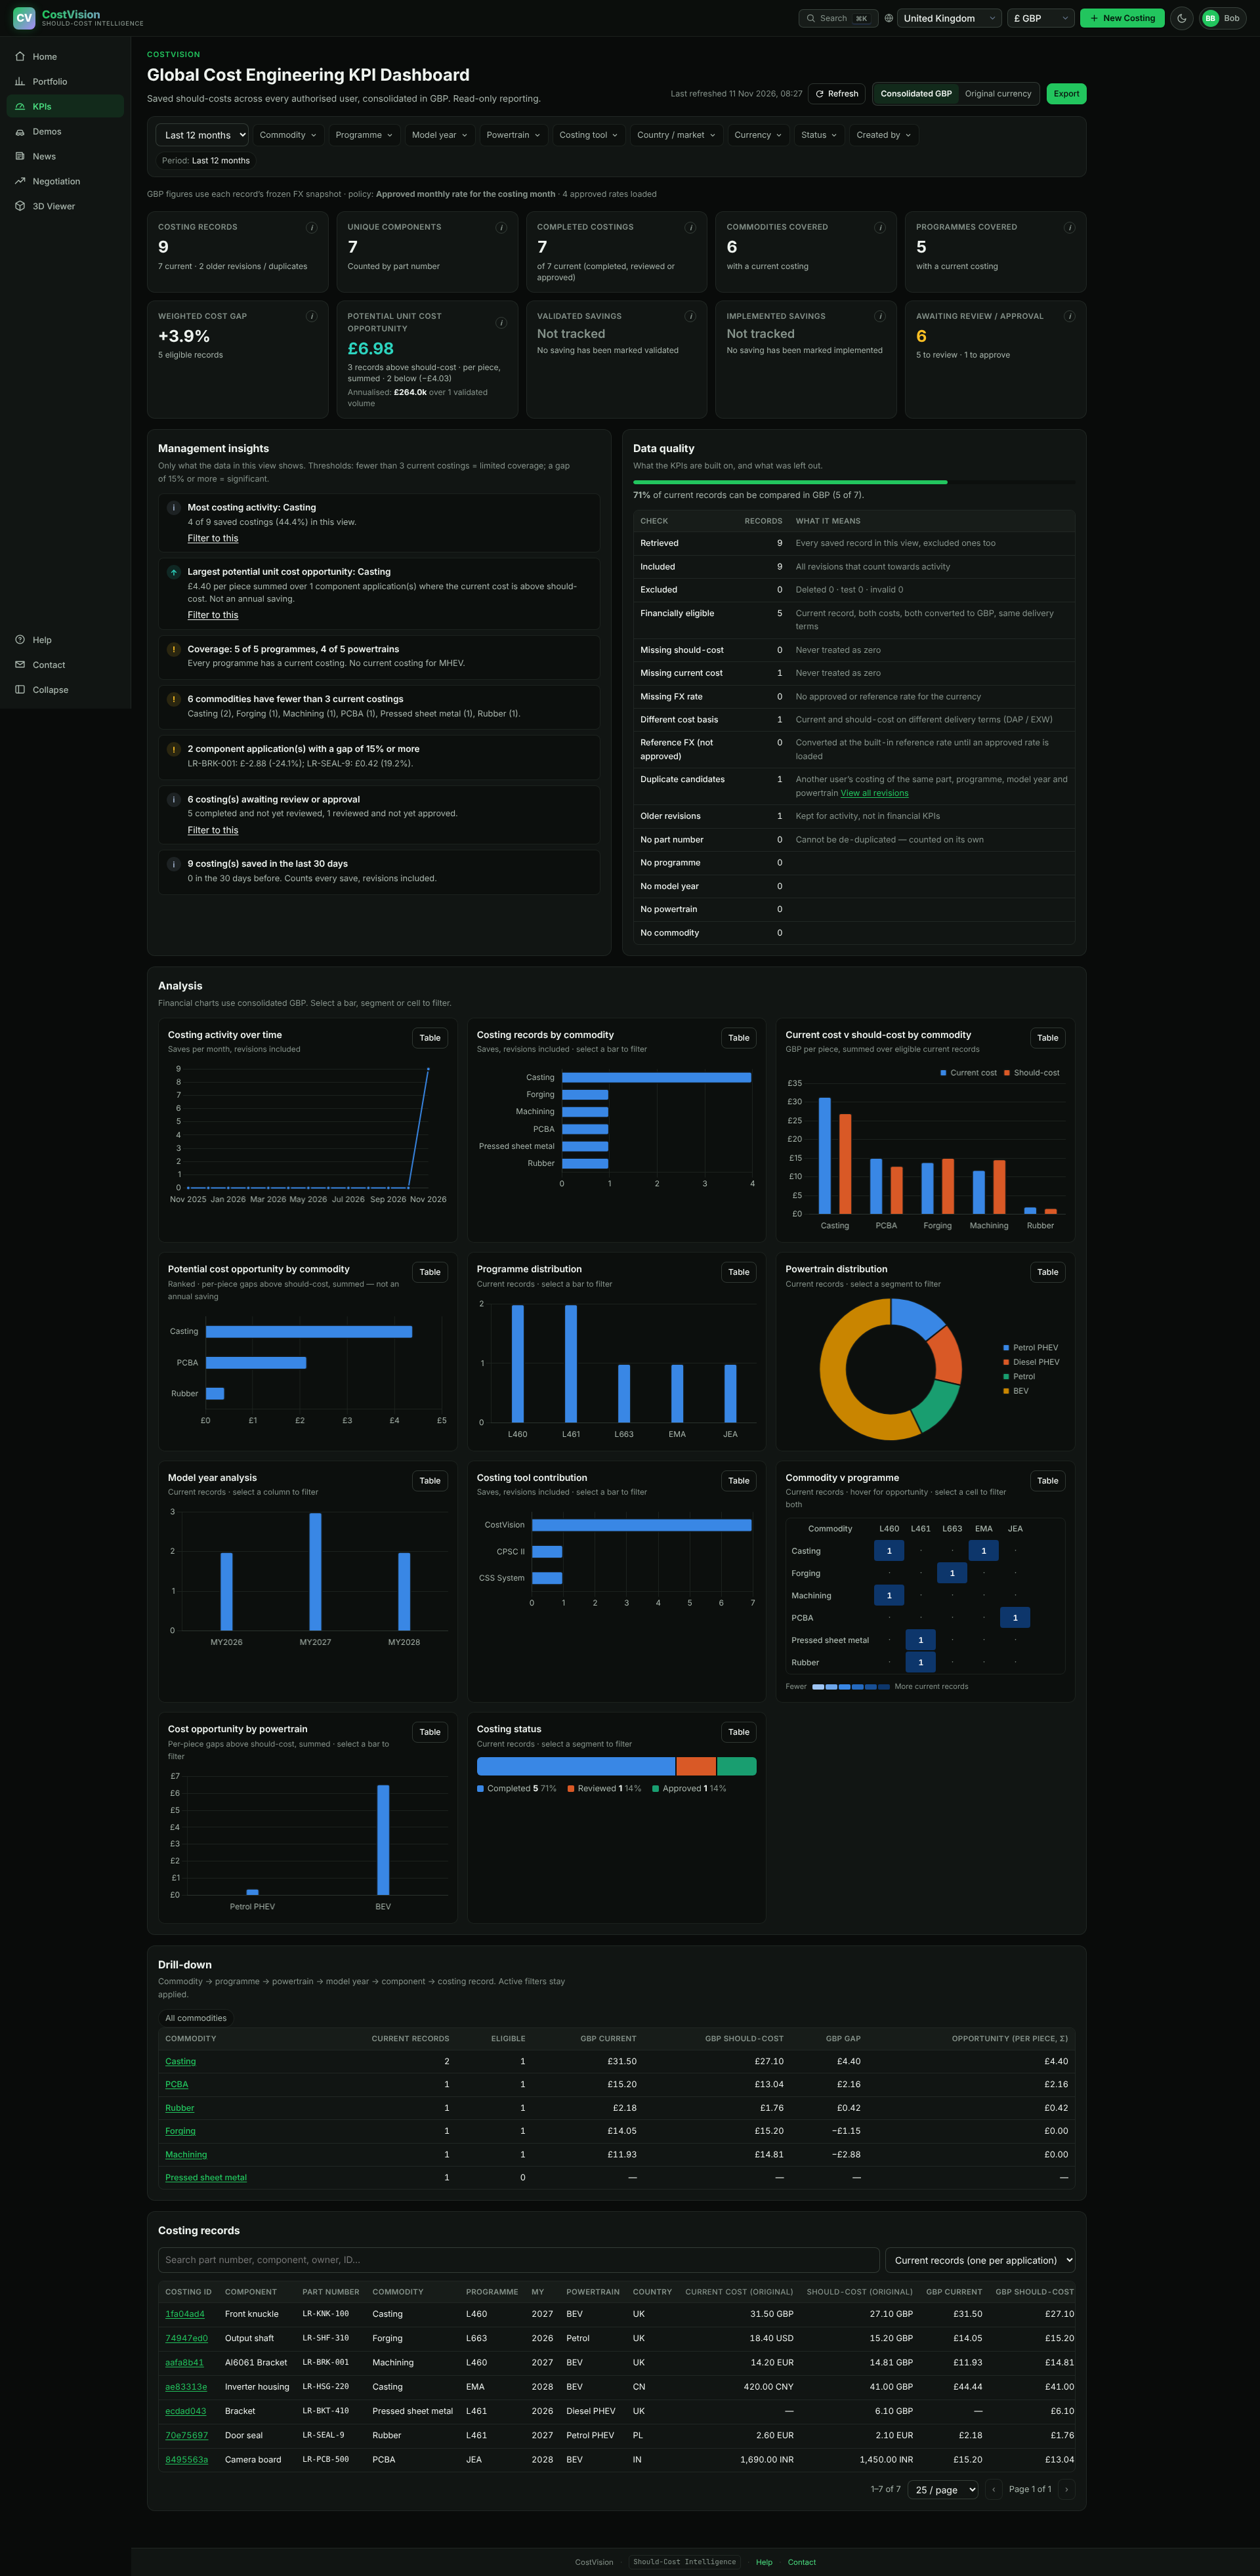 CV CostVision
SHOULD-COST INTELLIGENCE
Search ⌘K
United Kingdom
£ GBP
+ New Costing
BB Bob
Home
Portfolio
KPIs
Demos
News
Negotiation
3D Viewer
Help
Contact
Collapse
COSTVISION
Global Cost Engineering KPI Dashboard
Saved should-costs across every authorised user, consolidated in GBP. Read-only reporting.
Last refreshed 11 Nov 2026, 08:27
Refresh
Consolidated GBP
Original currency
Export
Last 12 months
Commodity
Programme
Model year
Powertrain
Costing tool
Country / market
Currency
Status
Created by
Period: Last 12 months
GBP figures use each record's frozen FX snapshot · policy: Approved monthly rate for the costing month · 4 approved rates loaded
COSTING RECORDS
9
7 current · 2 older revisions / duplicates
UNIQUE COMPONENTS
7
Counted by part number
COMPLETED COSTINGS
7
of 7 current (completed, reviewed or
approved)
COMMODITIES COVERED
6
with a current costing
PROGRAMMES COVERED
5
with a current costing
WEIGHTED COST GAP
+3.9%
5 eligible records
POTENTIAL UNIT COST
OPPORTUNITY
£6.98
3 records above should-cost · per piece,
summed · 2 below (−£4.03)
Annualised: £264.0k over 1 validated
volume
VALIDATED SAVINGS
Not tracked
No saving has been marked validated
IMPLEMENTED SAVINGS
Not tracked
No saving has been marked implemented
AWAITING REVIEW / APPROVAL
6
5 to review · 1 to approve
Management insights
Only what the data in this view shows. Thresholds: fewer than 3 current costings = limited coverage; a gap
of 15% or more = significant.
Most costing activity: Casting
4 of 9 saved costings (44.4%) in this view.
Filter to this
Largest potential unit cost opportunity: Casting
£4.40 per piece summed over 1 component application(s) where the current cost is above should-
cost. Not an annual saving.
Filter to this
Coverage: 5 of 5 programmes, 4 of 5 powertrains
Every programme has a current costing. No current costing for MHEV.
6 commodities have fewer than 3 current costings
Casting (2), Forging (1), Machining (1), PCBA (1), Pressed sheet metal (1), Rubber (1).
2 component application(s) with a gap of 15% or more
LR-BRK-001: £-2.88 (-24.1%); LR-SEAL-9: £0.42 (19.2%).
6 costing(s) awaiting review or approval
5 completed and not yet reviewed, 1 reviewed and not yet approved.
Filter to this
9 costing(s) saved in the last 30 days
0 in the 30 days before. Counts every save, revisions included.
Data quality
What the KPIs are built on, and what was left out.
71% of current records can be compared in GBP (5 of 7).
CHECK RECORDS WHAT IT MEANS
Retrieved 9 Every saved record in this view, excluded ones too
Included 9 All revisions that count towards activity
Excluded 0 Deleted 0 · test 0 · invalid 0
Financially eligible 5 Current record, both costs, both converted to GBP, same delivery
terms
Missing should-cost 0 Never treated as zero
Missing current cost 1 Never treated as zero
Missing FX rate 0 No approved or reference rate for the currency
Different cost basis 1 Current and should-cost on different delivery terms (DAP / EXW)
Reference FX (not 0 Converted at the built-in reference rate until an approved rate is
approved) loaded
Duplicate candidates 1 Another user's costing of the same part, programme, model year and
powertrain View all revisions
Older revisions 1 Kept for activity, not in financial KPIs
No part number 0 Cannot be de-duplicated — counted on its own
No programme 0
No model year 0
No powertrain 0
No commodity 0
Analysis
Financial charts use consolidated GBP. Select a bar, segment or cell to filter.
Costing activity over time
Table
Saves per month, revisions included
9
8
7
6
5
4
3
2
1
0
Nov 2025 Jan 2026 Mar 2026 May 2026 Jul 2026 Sep 2026 Nov 2026
Costing records by commodity
Table
Saves, revisions included · select a bar to filter
Casting
Forging
Machining
PCBA
Pressed sheet metal
Rubber
0 1 2 3 4
Current cost v should-cost by commodity
Table
GBP per piece, summed over eligible current records
Current cost Should-cost
£35
£30
£25
£20
£15
£10
£5
£0
Casting PCBA Forging Machining Rubber
Potential cost opportunity by commodity
Table
Ranked · per-piece gaps above should-cost, summed — not an
annual saving
Casting
PCBA
Rubber
£0 £1 £2 £3 £4 £5
Programme distribution
Table
Current records · select a bar to filter
2
1
0
L460 L461 L663 EMA JEA
Powertrain distribution
Table
Current records · select a segment to filter
Petrol PHEV
Diesel PHEV
Petrol
BEV
Model year analysis
Table
Current records · select a column to filter
3
2
1
0
MY2026 MY2027 MY2028
Costing tool contribution
Table
Saves, revisions included · select a bar to filter
CostVision
CPSC II
CSS System
0 1 2 3 4 5 6 7
Commodity v programme
Table
Current records · hover for opportunity · select a cell to filter
both
Commodity L460 L461 L663 EMA JEA
Casting 1 · · 1 ·
Forging · · 1 · ·
Machining 1 · · · ·
PCBA · · · · 1
Pressed sheet metal · 1 · · ·
Rubber · 1 · · ·
Fewer More current records
Cost opportunity by powertrain
Table
Per-piece gaps above should-cost, summed · select a bar to
filter
£7
£6
£5
£4
£3
£2
£1
£0
Petrol PHEV BEV
Costing status
Table
Current records · select a segment to filter
Completed 5 71% Reviewed 1 14% Approved 1 14%
Drill-down
Commodity → programme → powertrain → model year → component → costing record. Active filters stay
applied.
All commodities
COMMODITY CURRENT RECORDS ELIGIBLE GBP CURRENT GBP SHOULD-COST GBP GAP OPPORTUNITY (PER PIECE, Σ)
Casting 2 1 £31.50 £27.10 £4.40 £4.40
PCBA 1 1 £15.20 £13.04 £2.16 £2.16
Rubber 1 1 £2.18 £1.76 £0.42 £0.42
Forging 1 1 £14.05 £15.20 −£1.15 £0.00
Machining 1 1 £11.93 £14.81 −£2.88 £0.00
Pressed sheet metal 1 0 — — — —
Costing records
Search part number, component, owner, ID...
Current records (one per application)
COSTING ID COMPONENT PART NUMBER COMMODITY PROGRAMME MY POWERTRAIN COUNTRY CURRENT COST (ORIGINAL) SHOULD-COST (ORIGINAL) GBP CURRENT GBP SHOULD-COST
1fa04ad4 Front knuckle LR-KNK-100 Casting L460 2027 BEV UK 31.50 GBP 27.10 GBP £31.50 £27.10
74947ed0 Output shaft LR-SHF-310 Forging L663 2026 Petrol UK 18.40 USD 15.20 GBP £14.05 £15.20
aafa8b41 Al6061 Bracket LR-BRK-001 Machining L460 2027 BEV UK 14.20 EUR 14.81 GBP £11.93 £14.81
ae83313e Inverter housing LR-HSG-220 Casting EMA 2028 BEV CN 420.00 CNY 41.00 GBP £44.44 £41.00
ecdad043 Bracket LR-BKT-410 Pressed sheet metal L461 2026 Diesel PHEV UK — 6.10 GBP — £6.10
70e75697 Door seal LR-SEAL-9 Rubber L461 2027 Petrol PHEV PL 2.60 EUR 2.10 EUR £2.18 £1.76
8495563a Camera board LR-PCB-500 PCBA JEA 2028 BEV IN 1,690.00 INR 1,450.00 INR £15.20 £13.04
1–7 of 7 25 / page ‹ Page 1 of 1 ›
CostVision · Should-Cost Intelligence · Help · Contact